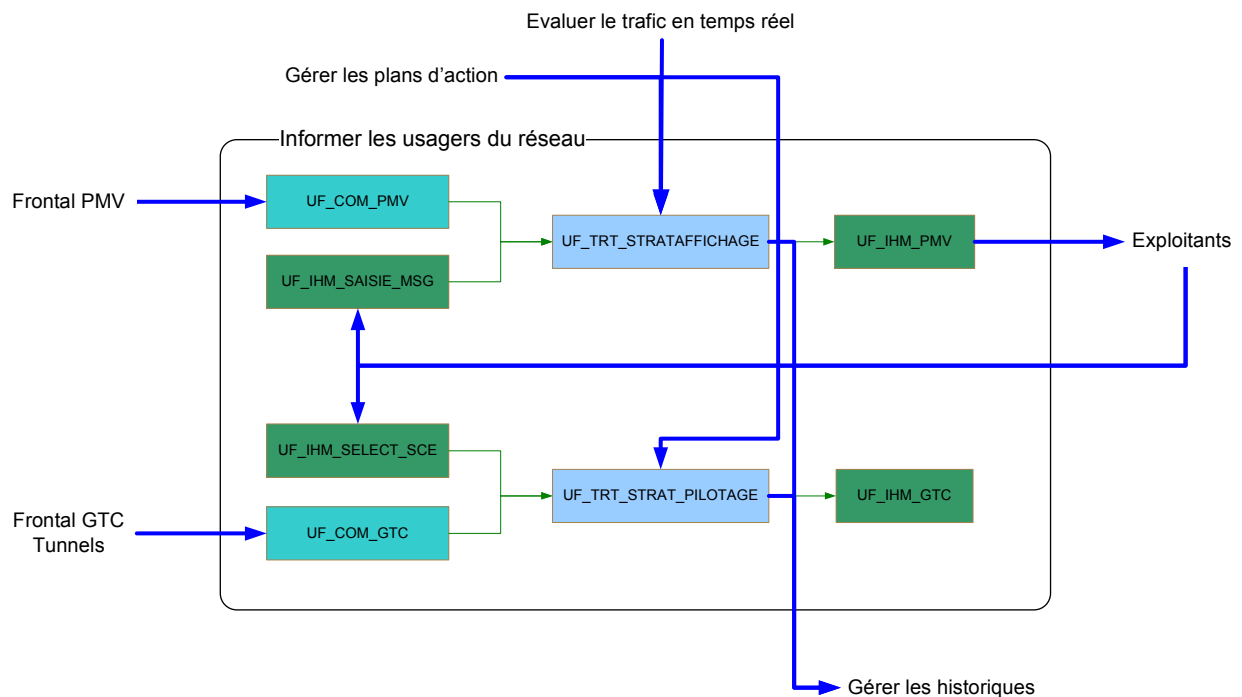 Evaluer le trafic en temps réel
Gérer les plans d'action
Informer les usagers du réseau
Frontal PMV
UF_COM_PMV
UF_TRT_STRATAFFICHAGE
UF_IHM_PMV
Exploitants
UF_IHM_SAISIE_MSG
UF_IHM_SELECT_SCE
UF_TRT_STRAT_PILOTAGE
UF_IHM_GTC
Frontal GTC
Tunnels
UF_COM_GTC
Gérer les historiques